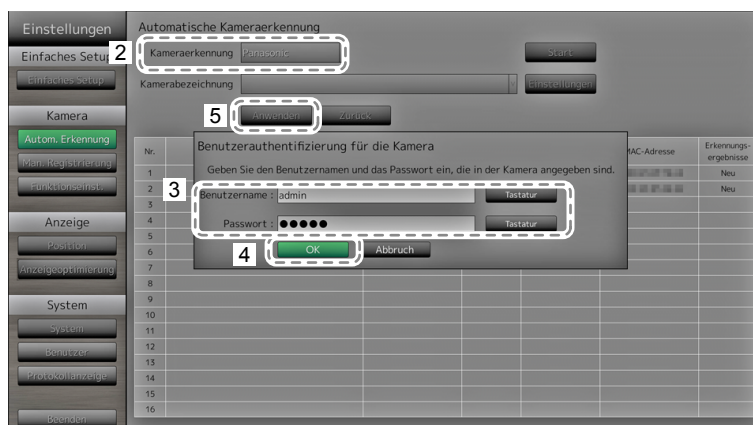 Einstellungen
Einfaches Setup
Einfaches Setup
Kamera
Autom. Erkennung
Man. Registrierung
Funktionseinst.
Anzeige
Position
Anzeigeoptimierung
System
System
Benutzer
Protokollanzeige
Beenden
Automatische Kameraerkennung
2
Kameraerkennung Panasonic Start
Kamerabezeichnung Einstellungen
5
Anwenden Zurück
Nr. MAC-Adresse Erkennungs-
ergebnisse
Benutzerauthentifizierung für die Kamera
Geben Sie den Benutzernamen und das Passwort ein, die in der Kamera angegeben sind.
3
Benutzername : admin Tastatur
Passwort : ●●●●● Tastatur
4
OK Abbruch
1 Neu
2 Neu
3
4
5
6
7
8
9
10
11
12
13
14
15
16